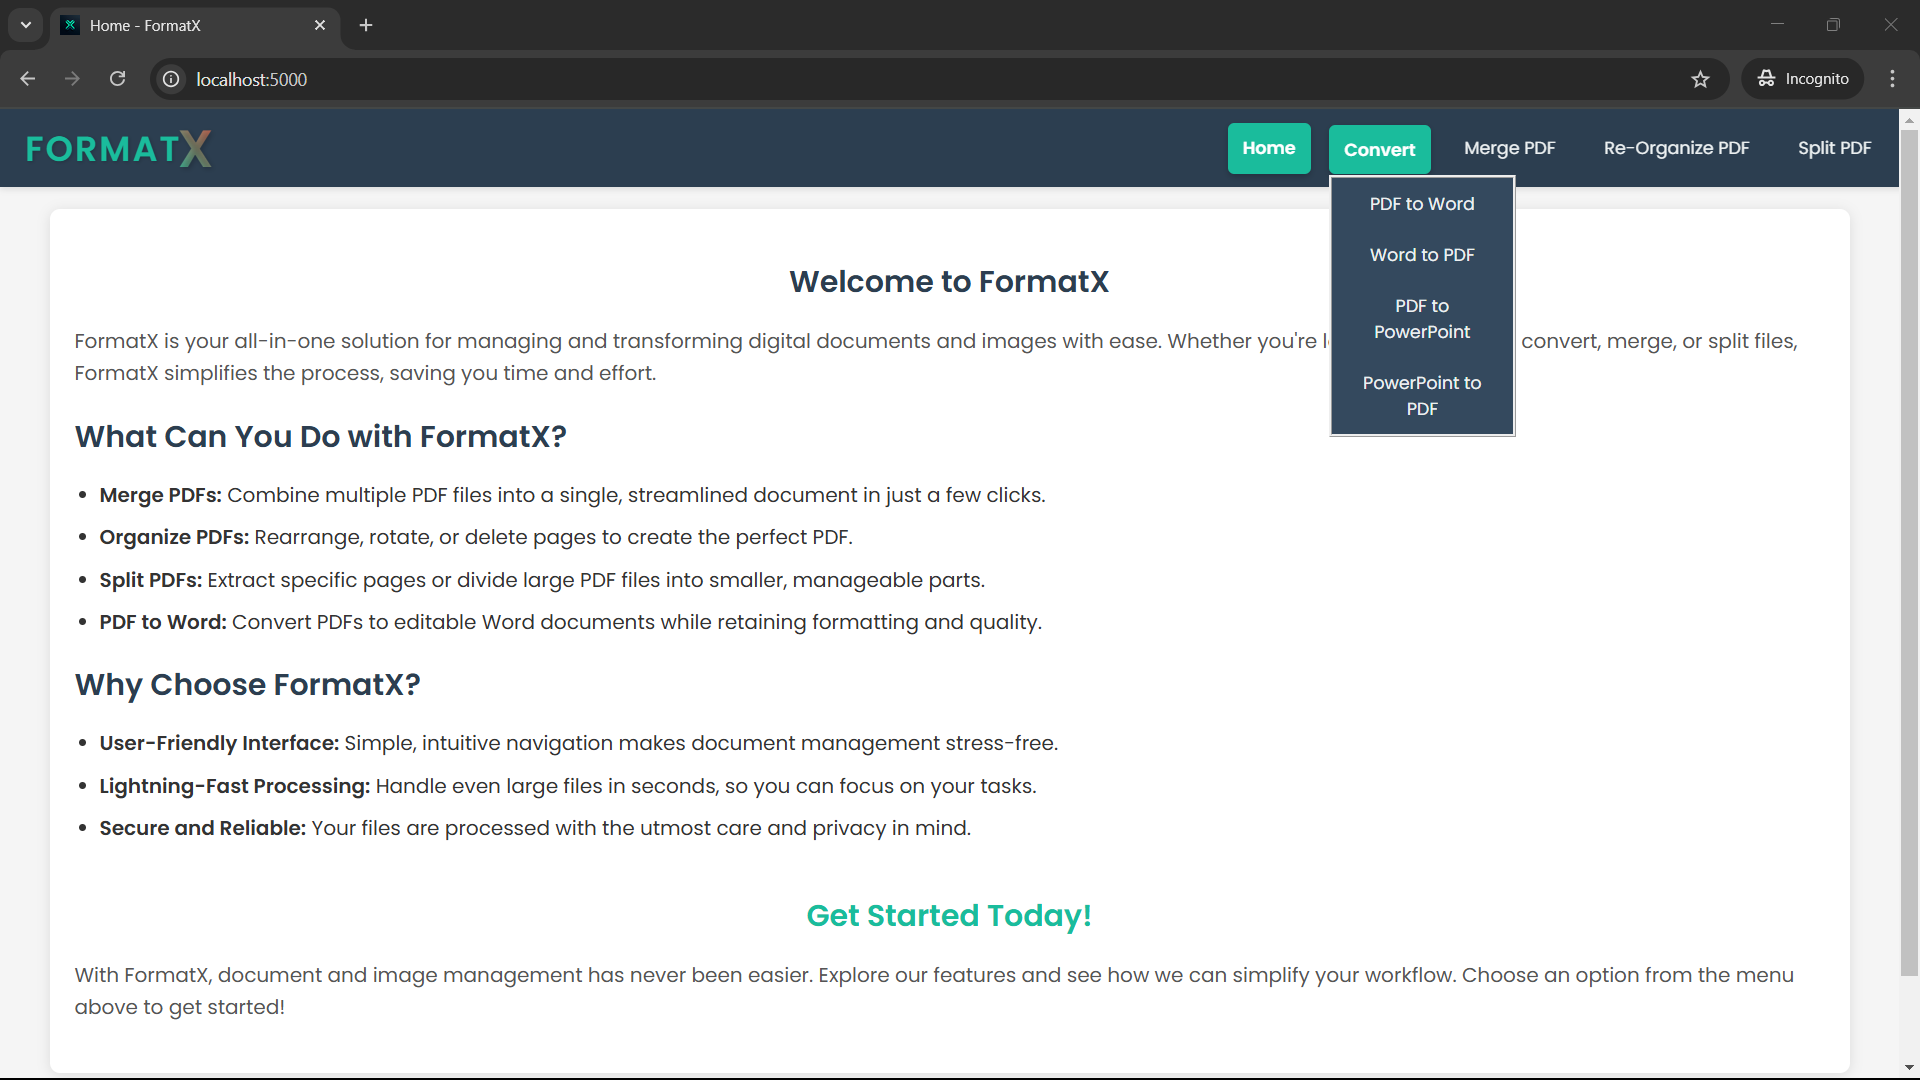 Home - FormatX
localhost:5000
Incognito
FORMATX
Home
Convert
Merge PDF
Re-Organize PDF
Split PDF
PDF to Word
Word to PDF
PDF to
PowerPoint
PowerPoint to
PDF
Welcome to FormatX
FormatX is your all-in-one solution for managing and transforming digital documents and images with ease. Whether you're convert, merge, or split files,
FormatX simplifies the process, saving you time and effort.
What Can You Do with FormatX?
• Merge PDFs: Combine multiple PDF files into a single, streamlined document in just a few clicks.
• Organize PDFs: Rearrange, rotate, or delete pages to create the perfect PDF.
• Split PDFs: Extract specific pages or divide large PDF files into smaller, manageable parts.
• PDF to Word: Convert PDFs to editable Word documents while retaining formatting and quality.
Why Choose FormatX?
• User-Friendly Interface: Simple, intuitive navigation makes document management stress-free.
• Lightning-Fast Processing: Handle even large files in seconds, so you can focus on your tasks.
• Secure and Reliable: Your files are processed with the utmost care and privacy in mind.
Get Started Today!
With FormatX, document and image management has never been easier. Explore our features and see how we can simplify your workflow. Choose an option from the menu
above to get started!